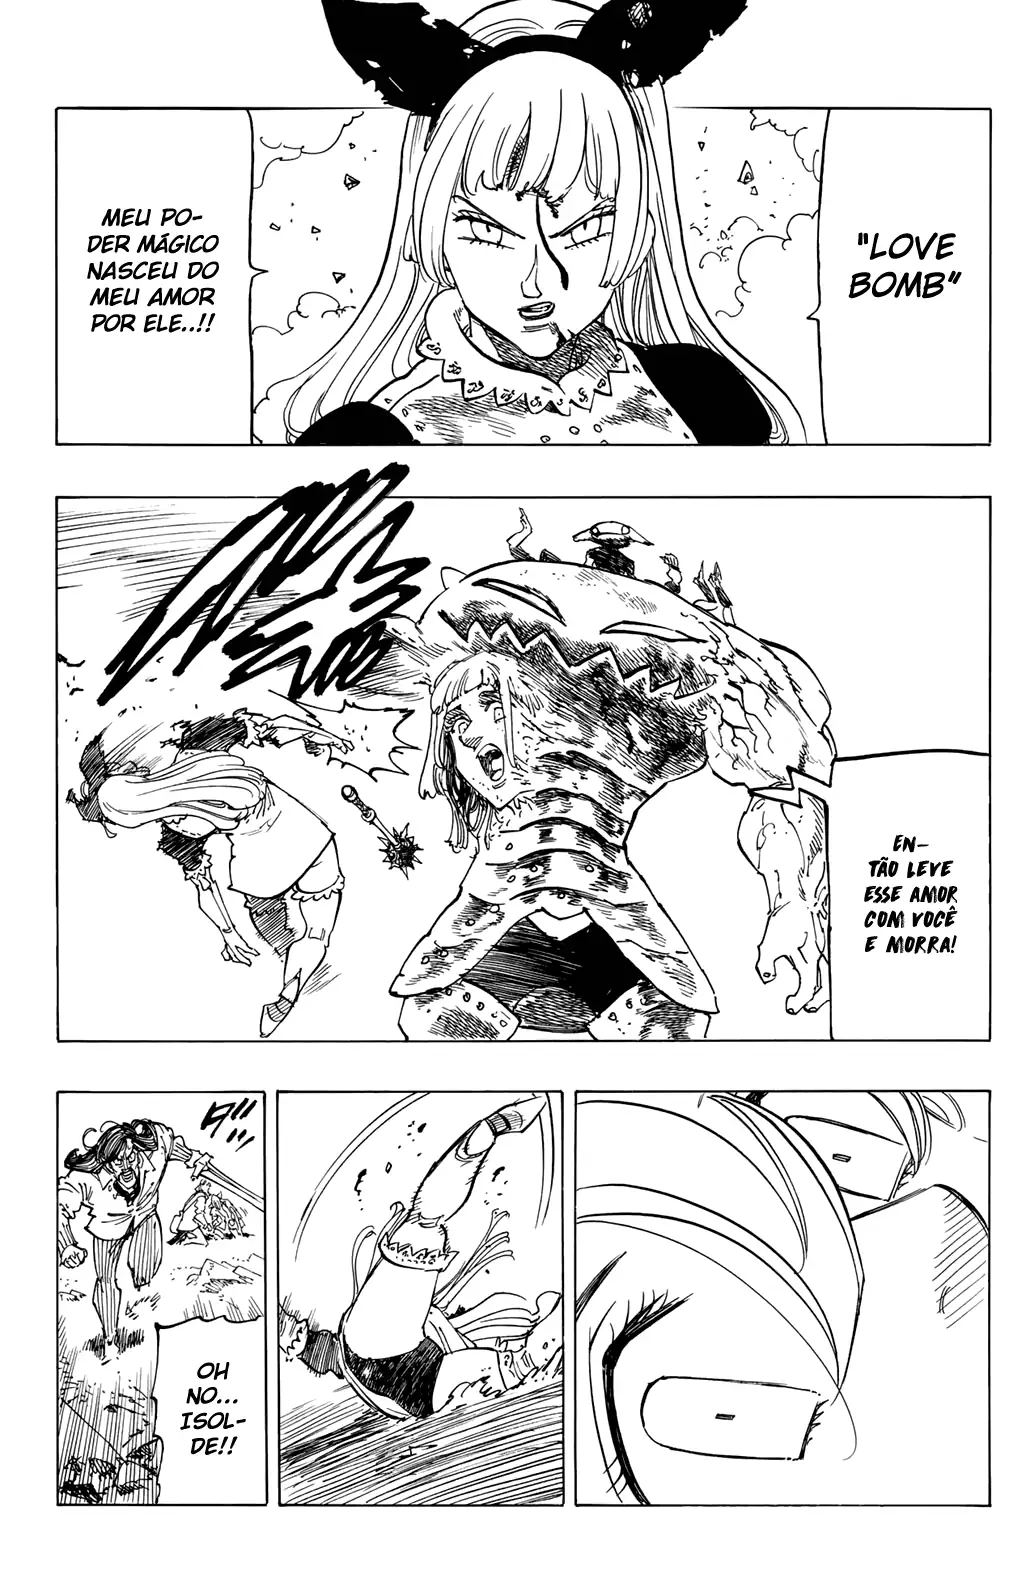 "LOVE
BOMB"
MEU PO-
DER MÁGICO
NASCEU DO
MEU AMOR
POR ELE..!!
EN-
TÃO LEVE
ESSE AMOR
COM VOCÊ
E MORRA!
OH
NO...
ISOL-
DE!!